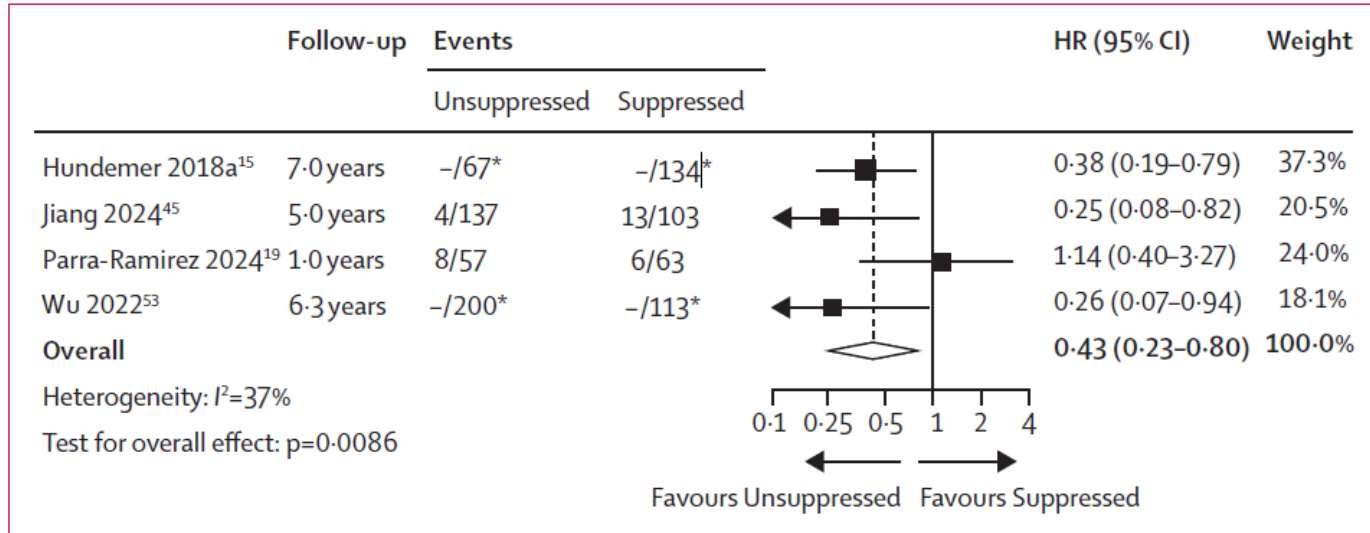 Follow-up Events HR (95% CI) Weight
Unsuppressed Suppressed
Hundemer 2018a¹⁵ 7·0 years –/67* –/134* 0·38 (0·19–0·79) 37·3%
Jiang 2024⁴⁵ 5·0 years 4/137 13/103 0·25 (0·08–0·82) 20·5%
Parra-Ramirez 2024¹⁹ 1·0 years 8/57 6/63 1·14 (0·40–3·27) 24·0%
Wu 2022⁵³ 6·3 years –/200* –/113* 0·26 (0·07–0·94) 18·1%
Overall 0·43 (0·23–0·80) 100·0%
Heterogeneity: I²=37%
0·1 0·25 0·5 1 2 4
Test for overall effect: p=0·0086
Favours Unsuppressed Favours Suppressed